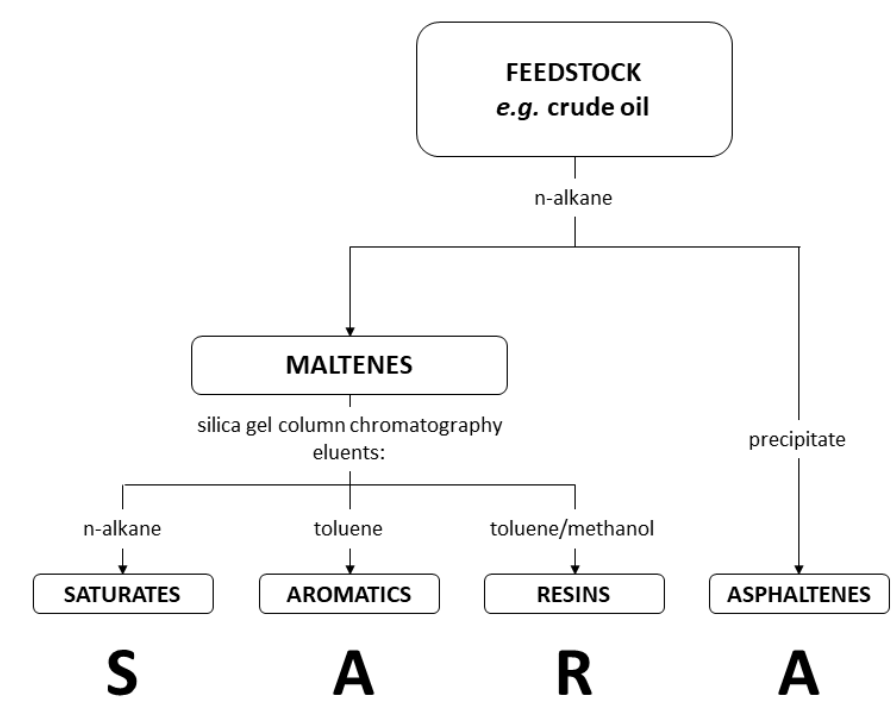 FEEDSTOCK
e.g. crude oil
n-alkane
MALTENES
silica gel column chromatography
eluents:
precipitate
n-alkane
toluene
toluene/methanol
SATURATES
AROMATICS
RESINS
ASPHALTENES
S A R A